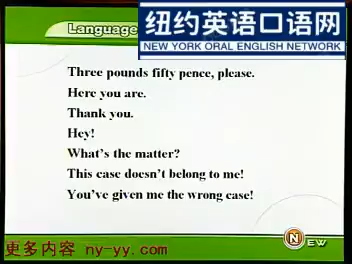 Language
纽约英语口语网
NEW YORK ORAL ENGLISH NETWORK
Three pounds fifty pence, please.
Here you are.
Thank you.
Hey!
What's the matter?
This case doesn't belong to me!
You've given me the wrong case!
NEW
更多内容 ny-yy.com